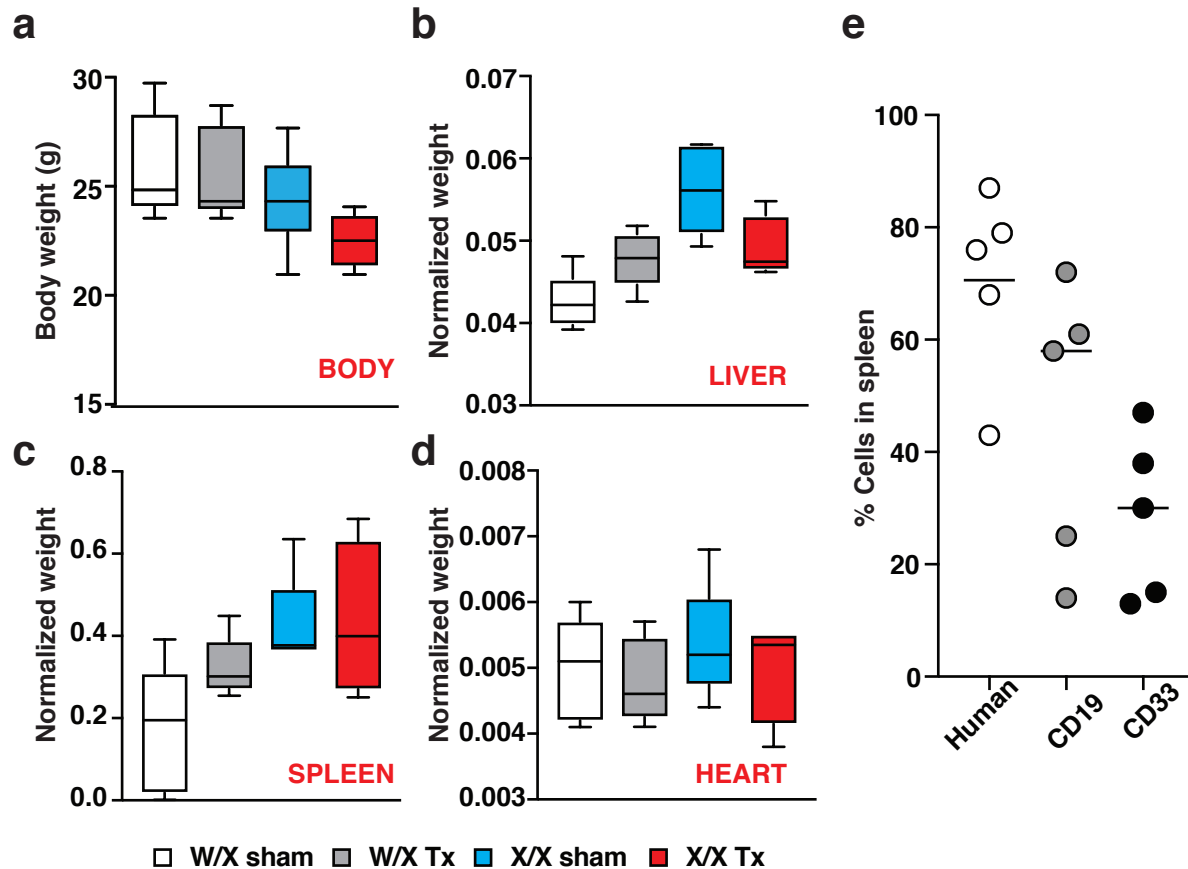 a
30
25
20
15
Body weight (g)
BODY
b
0.07
0.06
0.05
0.04
0.03
Normalized weight
LIVER
c
0.8
0.6
0.4
0.2
0.0
Normalized weight
SPLEEN
d
0.008
0.007
0.006
0.005
0.004
0.003
Normalized weight
HEART
e
100
80
60
40
20
0
% Cells in spleen
Human
CD19
CD33
W/X sham W/X Tx X/X sham X/X Tx